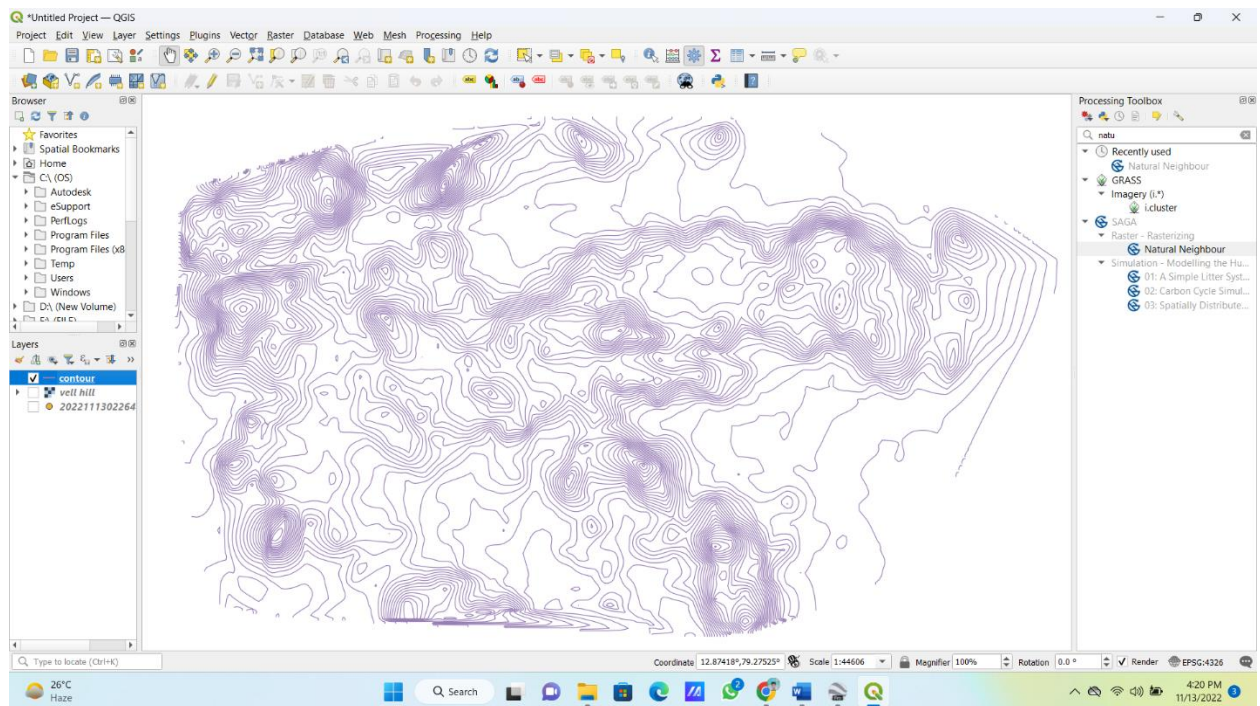 *Untitled Project — QGIS
Project Edit View Layer Settings Plugins Vector Raster Database Web Mesh Processing Help
Browser
Favorites
Spatial Bookmarks
Home
C:\ (OS)
Autodesk
eSupport
PerfLogs
Program Files
Program Files (x8
Temp
Users
Windows
D:\ (New Volume)
Layers
contour
vell hill
2022111302264
Processing Toolbox
natu
Recently used
Natural Neighbour
GRASS
Imagery (i.*)
i.cluster
SAGA
Raster - Rasterizing
Natural Neighbour
Simulation - Modelling the Hu...
01: A Simple Litter Syst...
02: Carbon Cycle Simul...
03: Spatially Distribute...
Type to locate (Ctrl+K)
Coordinate 12.87418°,79.27525° Scale 1:44606 Magnifier 100% Rotation 0.0 ° Render EPSG:4326
26°C
Haze
Search
4:20 PM
11/13/2022